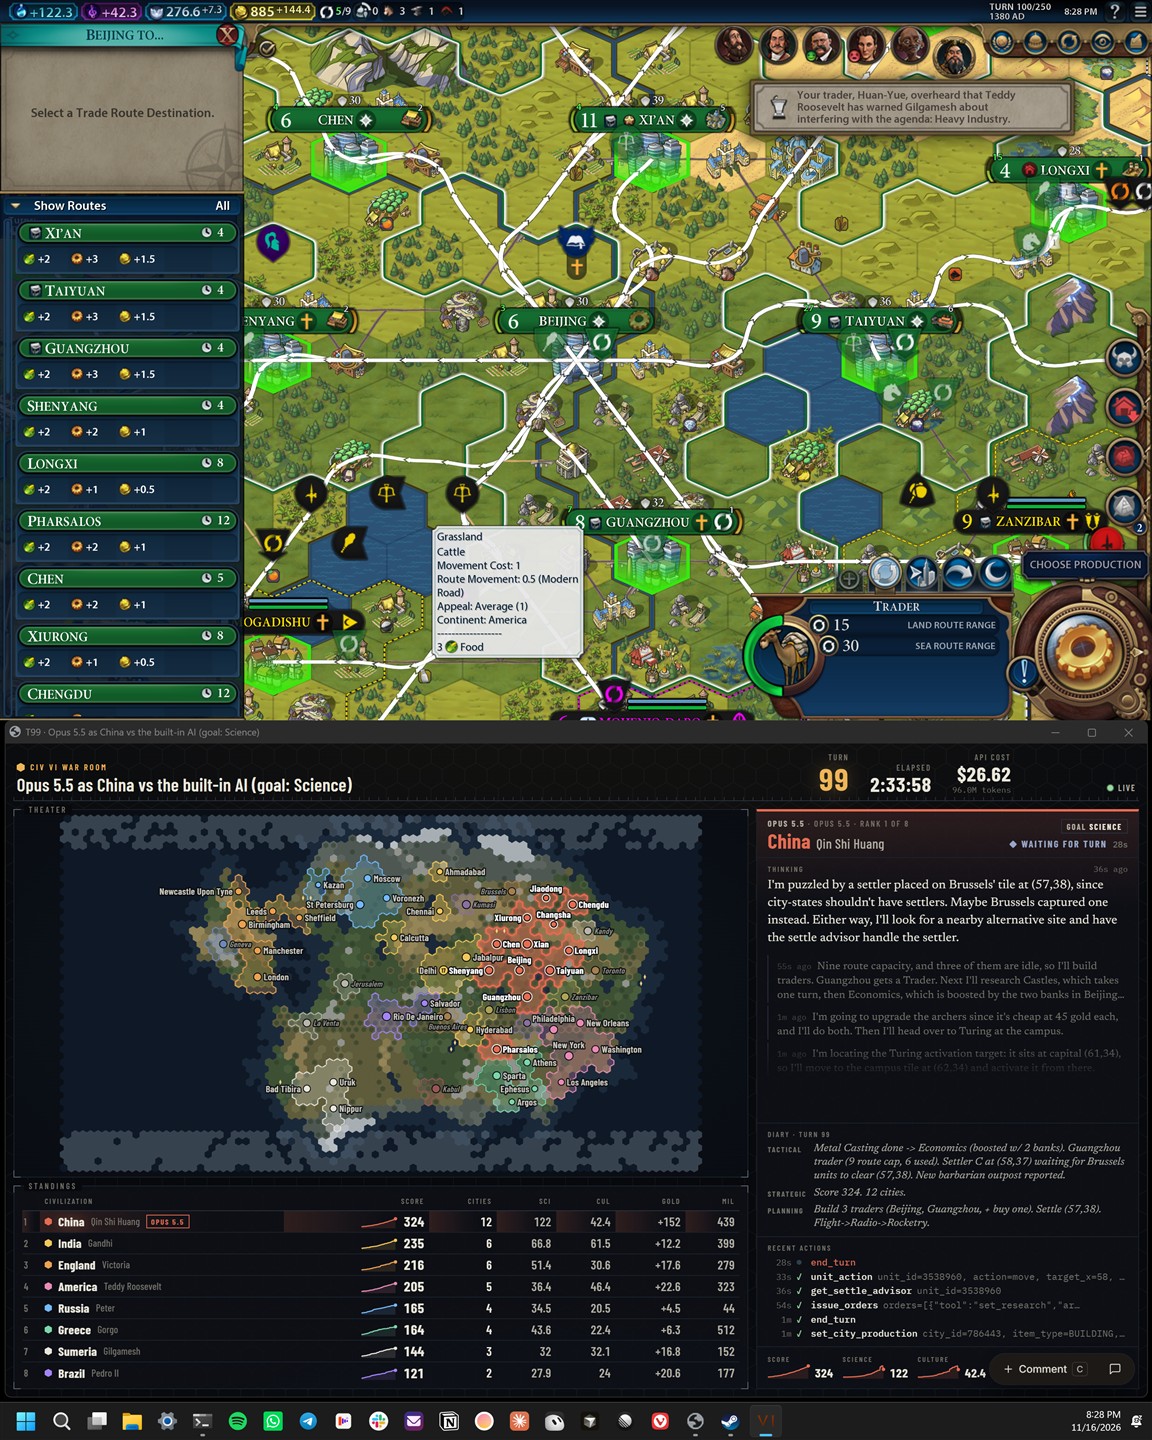 +122.3
+42.3
276.6 +7.3
885 +144.4
5/9
0
3
1
1
TURN 100/250
1380 AD
8:28 PM
?
BEIJING TO...
X
Select a Trade Route Destination.
Show Routes
All
XI'AN
4
+2 +3 +1.5
TAIYUAN
4
+2 +3 +1.5
GUANGZHOU
4
+2 +3 +1.5
SHENYANG
4
+2 +2 +1
LONGXI
8
+2 +1 +0.5
PHARSALOS
12
+2 +2 +1
CHEN
5
+2 +2 +1
XIURONG
8
+2 +1 +0.5
CHENGDU
12
Your trader, Huan-Yue, overheard that Teddy
Roosevelt has warned Gilgamesh about
interfering with the agenda: Heavy Industry.
30
6 CHEN 2
39
11 XI'AN 5
28
4 LONGXI
30
ENYANG 2
30
6 BEIJING
36
9 TAIYUAN
32
8 GUANGZHOU
9 ZANZIBAR
OGADISHU
MOHENJO-DARO
2
Grassland
Cattle
Movement Cost: 1
Route Movement: 0.5 (Modern
Road)
Appeal: Average (1)
Continent: America
------------------
3 Food
CHOOSE PRODUCTION
TRADER
15 LAND ROUTE RANGE
30 SEA ROUTE RANGE
T99 · Opus 5.5 as China vs the built-in AI (goal: Science)
CIV VI WAR ROOM
Opus 5.5 as China vs the built-in AI (goal: Science)
TURN
99
ELAPSED
2:33:58
API COST
$26.62
96.0M tokens
LIVE
THEATER
Newcastle Upon Tyne
Leeds
Birmingham
Sheffield
Geneva
Manchester
London
Kazan
Moscow
St Petersburg
Voronezh
Ahmadabad
Brussels
Kumasi
Chennai
Calcutta
Jabalpur
Delhi
Jiaodong
Chengdu
Xiurong
Changsha
Kandy
Chen
Xian
Longxi
Beijing
Shenyang
Taiyuan
Toronto
Jerusalem
Guangzhou
Zanzibar
Salvador
Lisbon
Rio De Janeiro
La Venta
Buenos Aires
Hyderabad
Philadelphia
New Orleans
Pharsalos
New York
Washington
Athens
Sparta
Los Angeles
Ephesus
Argos
Kabul
Uruk
Bad Tibira
Nippur
OPUS 5.5 · OPUS 5.5 · RANK 1 OF 8
GOAL SCIENCE
China Qin Shi Huang
WAITING FOR TURN 28s
THINKING
36s ago
I'm puzzled by a settler placed on Brussels' tile at (57,38), since
city-states shouldn't have settlers. Maybe Brussels captured one
instead. Either way, I'll look for a nearby alternative site and have
the settle advisor handle the settler.
55s ago Nine route capacity, and three of them are idle, so I'll build
traders. Guangzhou gets a Trader. Next I'll research Castles, which takes
one turn, then Economics, which is boosted by the two banks in Beijing...
1m ago I'm going to upgrade the archers since it's cheap at 45 gold each,
and I'll do both. Then I'll head over to Turing at the campus.
1m ago I'm locating the Turing activation target: it sits at capital (61,34),
so I'll move to the campus tile at (62,34) and activate it from there.
DIARY · TURN 99
TACTICAL
Metal Casting done -> Economics (boosted w/ 2 banks). Guangzhou
trader (9 route cap, 6 used). Settler C at (58,37) waiting for Brussels
units to clear (57,38). New barbarian outpost reported.
STRATEGIC
Score 324. 12 cities.
PLANNING
Build 3 traders (Beijing, Guangzhou, + buy one). Settle (57,38).
Flight->Radio->Rocketry.
RECENT ACTIONS
28s end_turn
33s ✓ unit_action unit_id=3538960, action=move, target_x=58, …
36s ✓ get_settle_advisor unit_id=3538960
54s ✓ issue_orders orders=[{"tool":"set_research","ar…
1m ✓ end_turn
1m ✓ set_city_production city_id=786443, item_type=BUILDING,…
SCORE 324
SCIENCE 122
CULTURE 42.4
+ Comment C
STANDINGS
CIVILIZATION SCORE CITIES SCI CUL GOLD MIL
1 China Qin Shi Huang OPUS 5.5 324 12 122 42.4 +152 439
2 India Gandhi 235 6 66.8 61.5 +12.2 399
3 England Victoria 216 6 51.4 30.6 +17.6 279
4 America Teddy Roosevelt 205 5 36.4 46.4 +22.6 323
5 Russia Peter 165 4 34.5 20.5 +4.5 44
6 Greece Gorgo 164 4 43.6 22.4 +6.3 512
7 Sumeria Gilgamesh 144 3 32 32.1 +16.8 152
8 Brazil Pedro II 121 2 27.9 24 +20.6 177
8:28 PM
11/16/2026